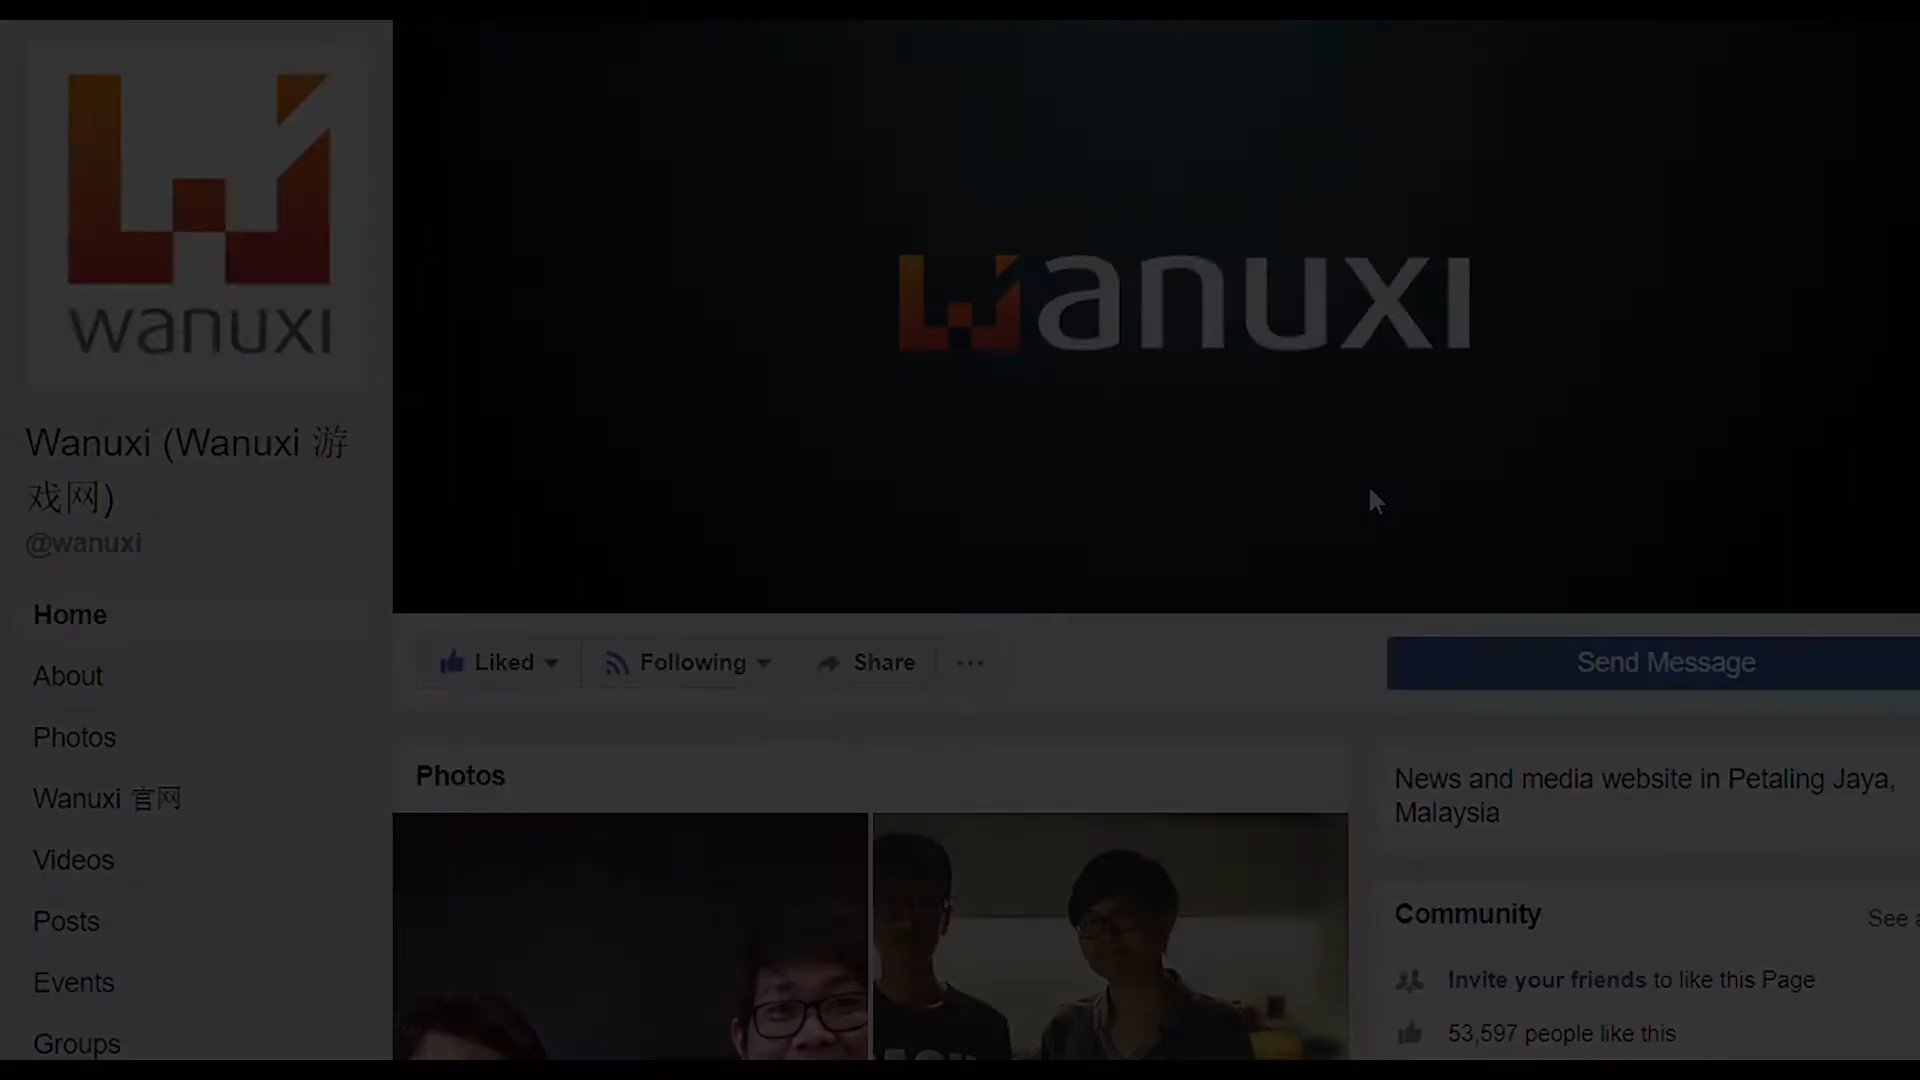 wanuxi
Wanuxi (Wanuxi 游
戏网)
@wanuxi
Home
About
Photos
Wanuxi 官网
Videos
Posts
Events
Groups
wanuxi
Liked
Following
Share
Send Message
Photos
News and media website in Petaling Jaya,
Malaysia
Community
See
Invite your friends to like this Page
53,597 people like this